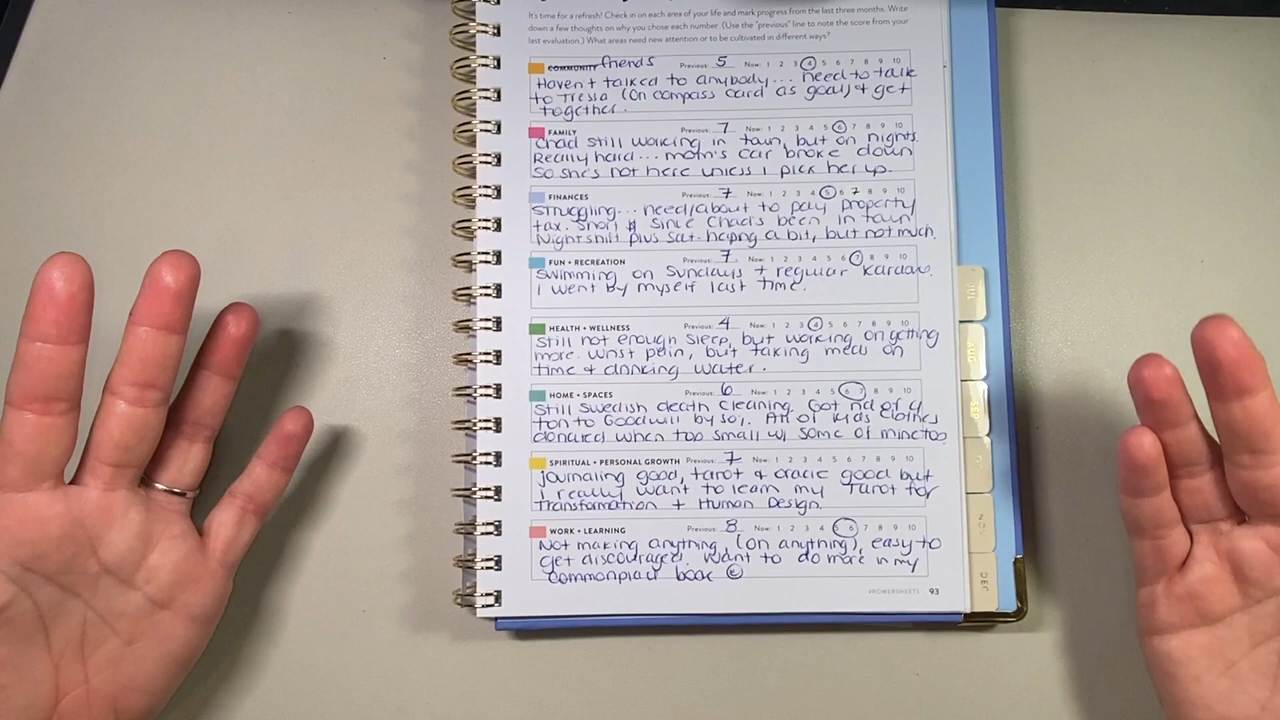 It's time for a refresh! Check in on each area of your life and mark progress from the last three months. Write
down a few thoughts on why you chose each number. (Use the "previous" line to note the score from your
last evaluation.) What areas need new attention or to be cultivated in different ways?
COMMUNITY friends Previous: 5 Now: 1 2 3 4 5 6 7 8 9 10
Haven't talked to anybody... need to talk
to Tressa (on compass card as goal) & get
together.
FAMILY Previous: 7 Now: 1 2 3 4 5 6 7 8 9 10
Chad still working in town, but on nights.
Really hard... mom's car broke down
so she's not here unless I pick her up.
FINANCES Previous: 7 Now: 1 2 3 4 5 6 7 8 9 10
Struggling... need/about to pay property
tax. Short $ since Chad's been in town
Nightshift plus Sat. helping a bit, but not much.
FUN + RECREATION Previous: 7 Now: 1 2 3 4 5 6 7 8 9 10
Swimming on Sundays + regular
I went by myself last time.
HEALTH + WELLNESS Previous: 4 Now: 1 2 3 4 5 6 7 8 9 10
Still not enough sleep, but working on getting
more. Wrist pain, but taking meds on
time & drinking water.
HOME + SPACES Previous: 6 Now: 1 2 3 4 5 6 7 8 9 10
Still Swedish death cleaning. Got rid of a
ton to Goodwill by so. All of kids clothes
donated when too small w/ some of mine too
SPIRITUAL + PERSONAL GROWTH Previous: 7 Now: 1 2 3 4 5 6 7 8 9 10
journaling good, tarot & oracle good but
I really want to learn my Tarot for
Transformation + Human Design.
WORK + LEARNING Previous: 8 Now: 1 2 3 4 5 6 7 8 9 10
Not making anything (on anything), easy to
get discouraged. Want to do more in my
commonplace book ☺
#POWERSHEETS 93
JUL
AUG
SEP
O
NOV
DEC